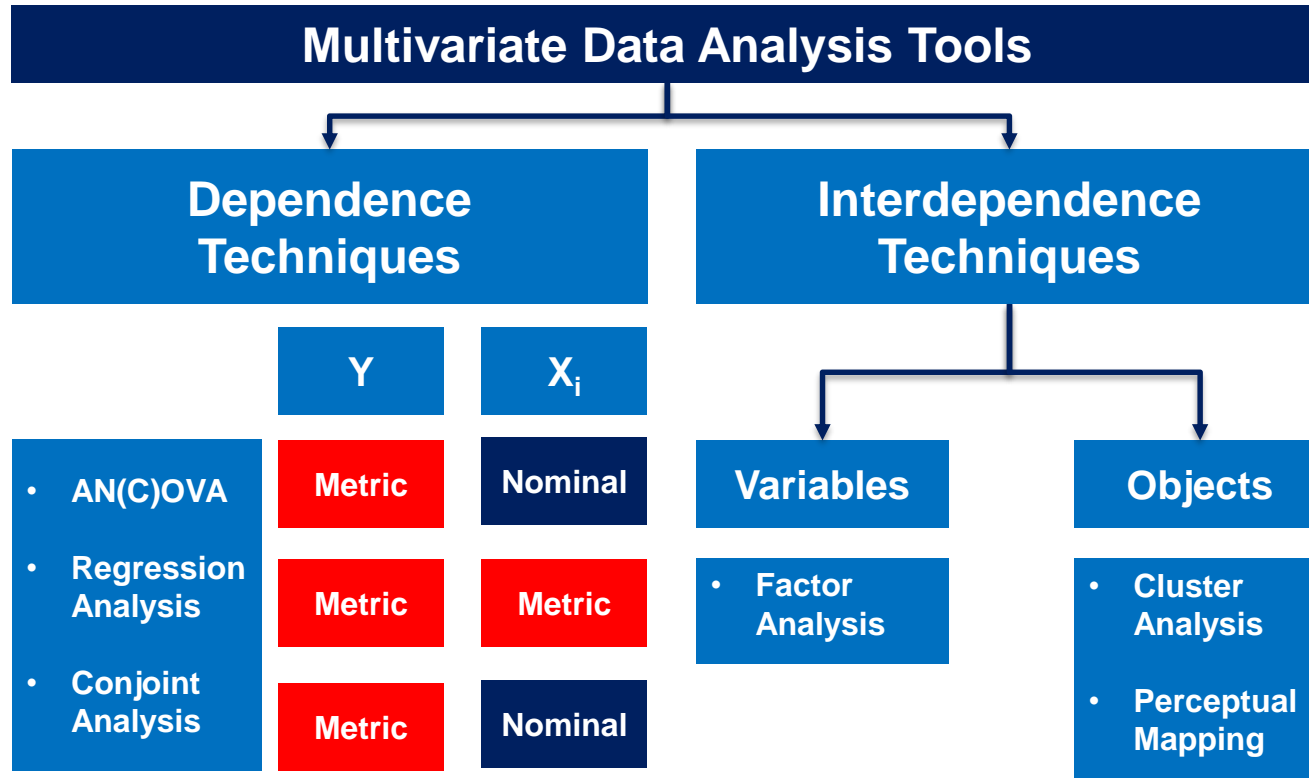 Multivariate Data Analysis Tools
Dependence
Techniques
Interdependence
Techniques
Y
Xi
• AN(C)OVA
• Regression
Analysis
• Conjoint
Analysis
Metric
Nominal
Metric
Metric
Metric
Nominal
Variables
Objects
• Factor
Analysis
• Cluster
Analysis
• Perceptual
Mapping